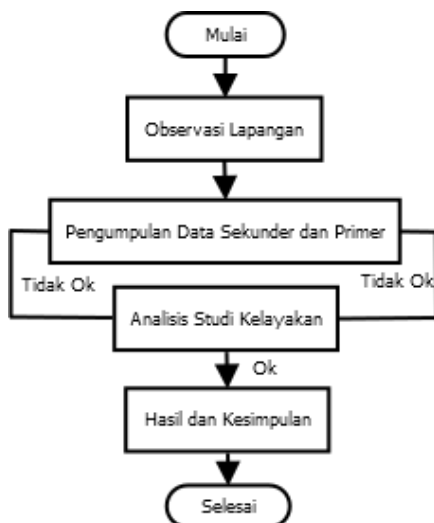 Mulai
Observasi Lapangan
Pengumpulan Data Sekunder dan Primer
Tidak Ok
Tidak Ok
Analisis Studi Kelayakan
Ok
Hasil dan Kesimpulan
Selesai